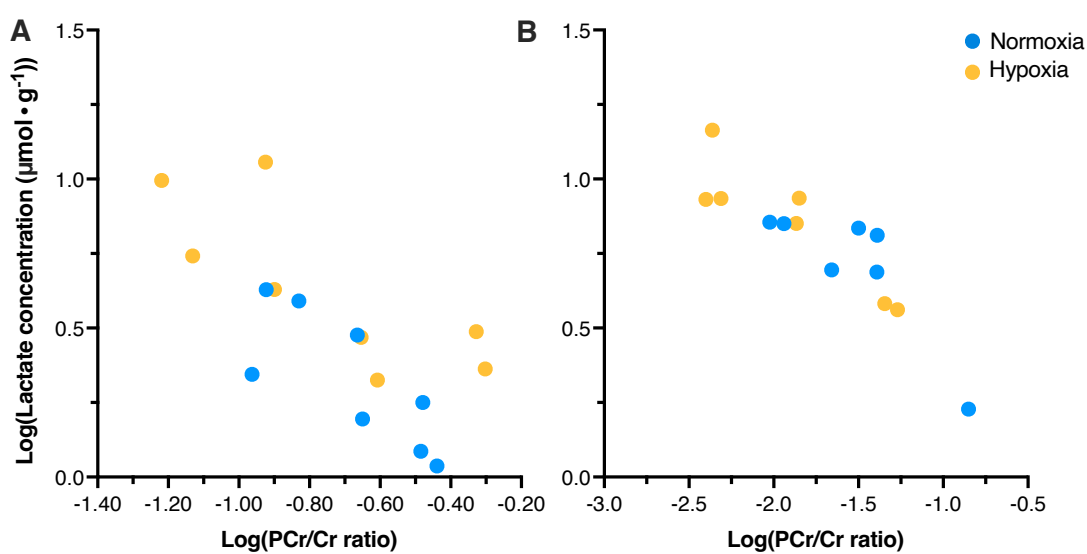 A
B
Normoxia
Hypoxia
Log(Lactate concentration (µmol • g⁻¹))
1.5
1.0
0.5
0.0
-1.40 -1.20 -1.00 -0.80 -0.60 -0.40 -0.20
Log(PCr/Cr ratio)
1.5
1.0
0.5
0.0
-3.0 -2.5 -2.0 -1.5 -1.0 -0.5
Log(PCr/Cr ratio)